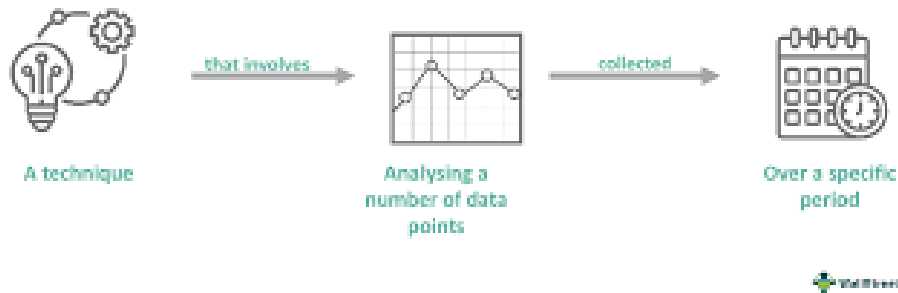 that involves
collected
A technique
Analysing a
number of data
points
Over a specific
period